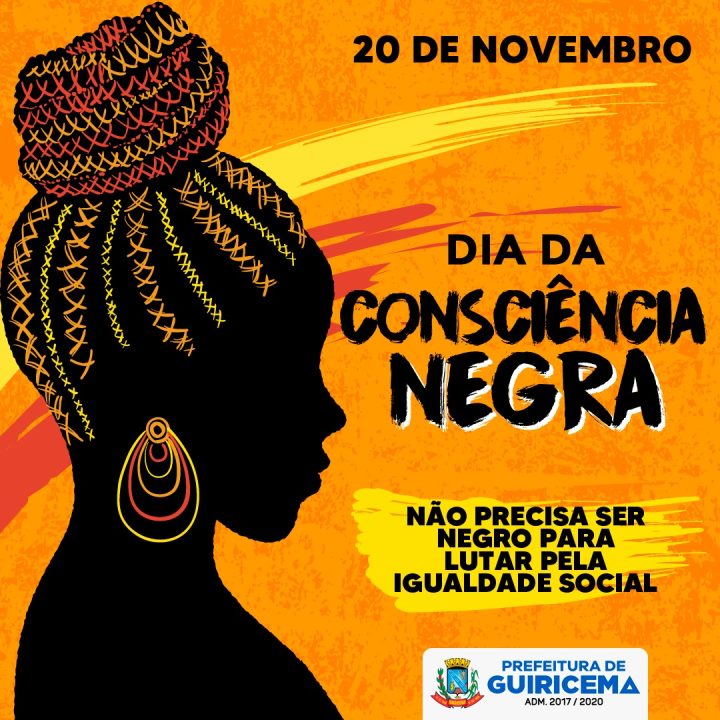 20 DE NOVEMBRO
DIA DA
CONSCIÊNCIA
NEGRA
NÃO PRECISA SER
NEGRO PARA
LUTAR PELA
IGUALDADE SOCIAL
PREFEITURA DE
GUIRICEMA
ADM. 2017 / 2020